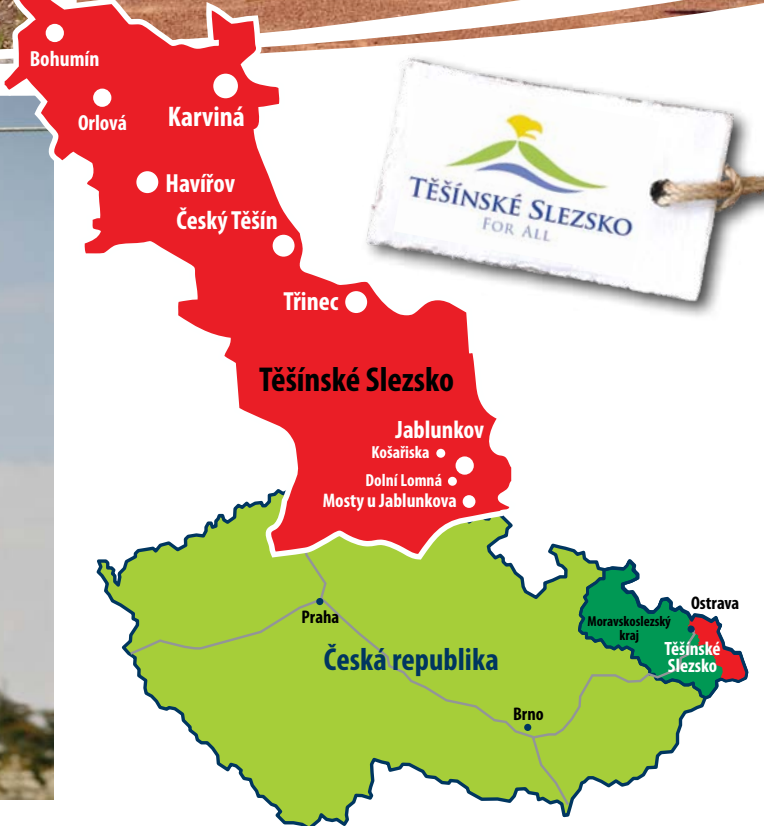 Bohumín
Orlová
Karviná
Havířov
Český Těšín
Třinec
TĚŠÍNSKÉ SLEZSKO
FOR ALL
Těšínské Slezsko
Jablunkov
Košařiska
Dolní Lomná
Mosty u Jablunkova
Praha
Česká republika
Brno
Moravskoslezský
kraj
Ostrava
Těšínské
Slezsko